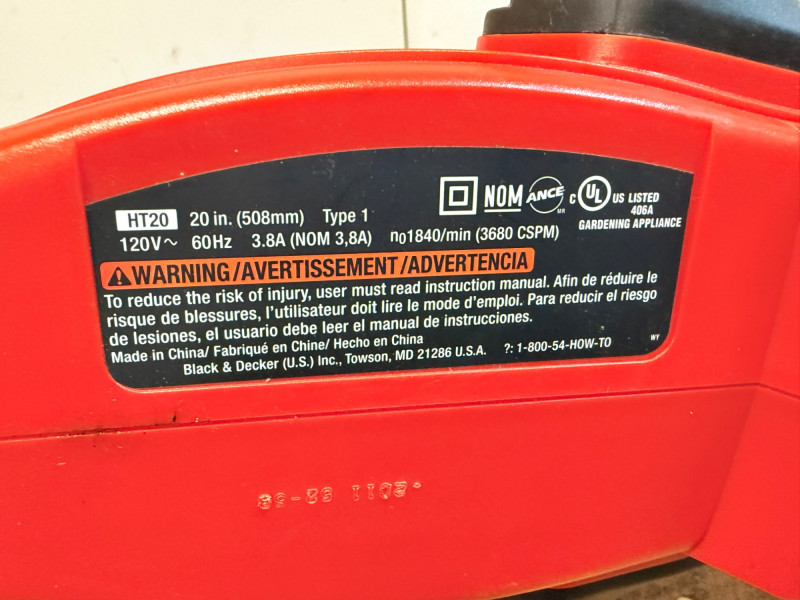 HT20 20 in. (508mm) Type 1
120V~ 60Hz 3.8A (NOM 3,8A) n01840/min (3680 CSPM)
NOM ANCE MR C UL US LISTED
406A
GARDENING APPLIANCE
WARNING/AVERTISSEMENT/ADVERTENCIA
To reduce the risk of injury, user must read instruction manual. Afin de réduire le
risque de blessures, l'utilisateur doit lire le mode d'emploi. Para reducir el riesgo
de lesiones, el usuario debe leer el manual de instrucciones.
Made in China/ Fabriqué en Chine/ Hecho en China
Black & Decker (U.S.) Inc., Towson, MD 21286 U.S.A. ?: 1-800-54-HOW-TO